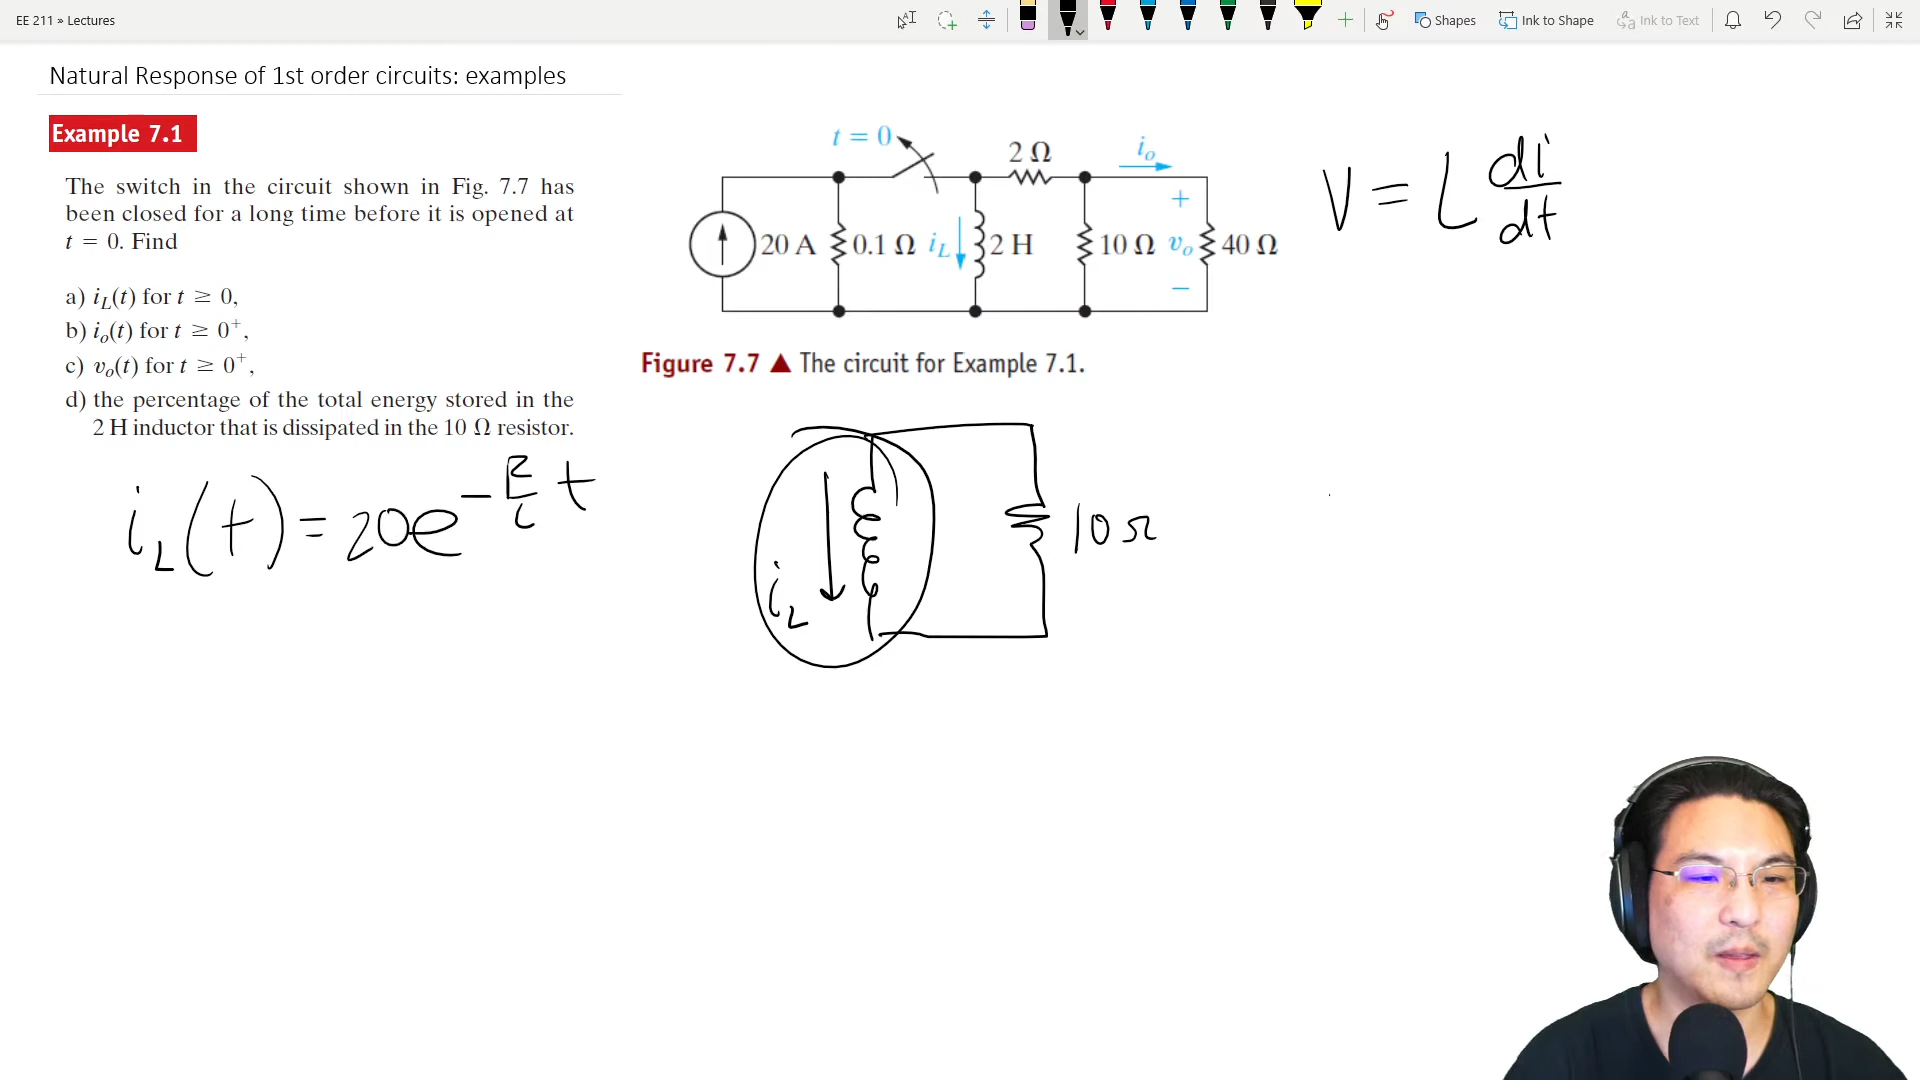 EE 211 » Lectures
Shapes
Ink to Shape
Ink to Text
Natural Response of 1st order circuits: examples
Example 7.1
The switch in the circuit shown in Fig. 7.7 has
been closed for a long time before it is opened at
t = 0. Find
a) i_L(t) for t ≥ 0,
b) i_o(t) for t ≥ 0⁺,
c) v_o(t) for t ≥ 0⁺,
d) the percentage of the total energy stored in the
2 H inductor that is dissipated in the 10 Ω resistor.
t = 0
2 Ω
i_o
+
20 A
0.1 Ω
i_L
2 H
10 Ω
v_o
40 Ω
−
Figure 7.7 ▲ The circuit for Example 7.1.
V = L di/dt
i_L(t) = 20e^(-R/L t)
i_L
10 Ω